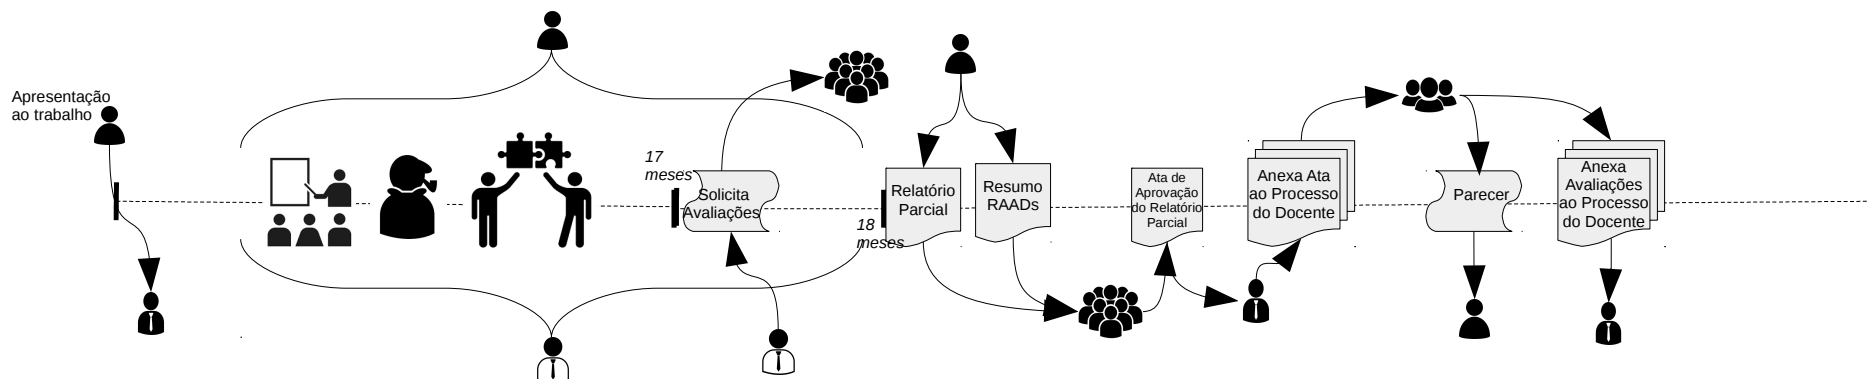 Apresentação
ao trabalho
17
meses
Solicita
Avaliações
18
meses
Relatório
Parcial
Resumo
RAADs
Ata de
Aprovação
do Relatório
Parcial
Anexa Ata
ao Processo
do Docente
Parecer
Anexa
Avaliações
ao Processo
do Docente